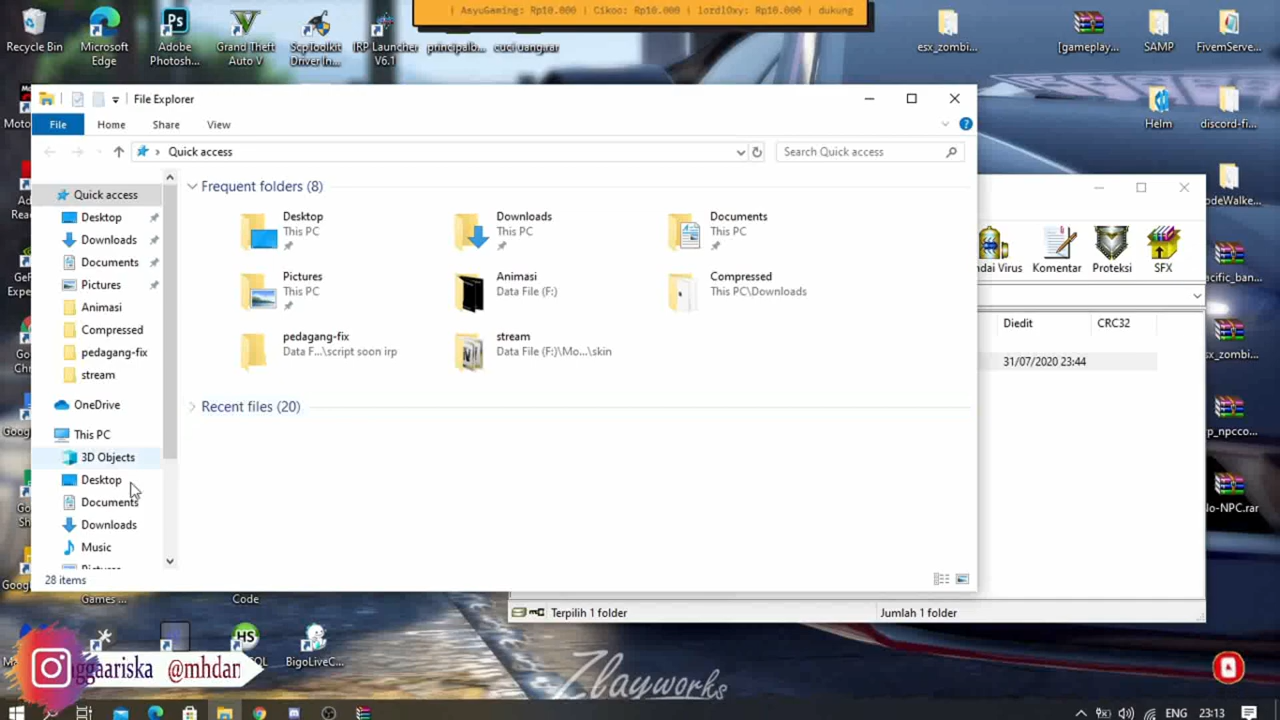 | AsyuGaming: Rp10.000 | Cikoo: Rp10.000 | lordl0xy: Rp10.000 | dukung
Recycle Bin
Microsoft
Edge
Adobe
Photosh...
Grand Theft
Auto V
ScpToolkit
Driver In...
IRP Launcher
V6.1
principalb...
cuci uang.rar
esx_zombi...
[gameplay...
SAMP
FivemServe...
File Explorer
File
Home
Share
View
Quick access
Search Quick access
Quick access
Desktop
Downloads
Documents
Pictures
Animasi
Compressed
pedagang-fix
stream
OneDrive
This PC
3D Objects
Desktop
Documents
Downloads
Music
Pictures
Frequent folders (8)
Desktop
This PC
Downloads
This PC
Documents
This PC
Pictures
This PC
Animasi
Data File (F:)
Compressed
This PC\Downloads
pedagang-fix
Data F...\script soon irp
stream
Data File (F:)\Mo...\skin
Recent files (20)
28 items
Komentar
Proteksi
SFX
Diedit
CRC32
31/07/2020 23:44
Terpilih 1 folder
Jumlah 1 folder
Helm
discord-fi...
Games ...
Code
BigoLiveC...
ggaariska @mhdan
Zlayworks
ENG
23:13